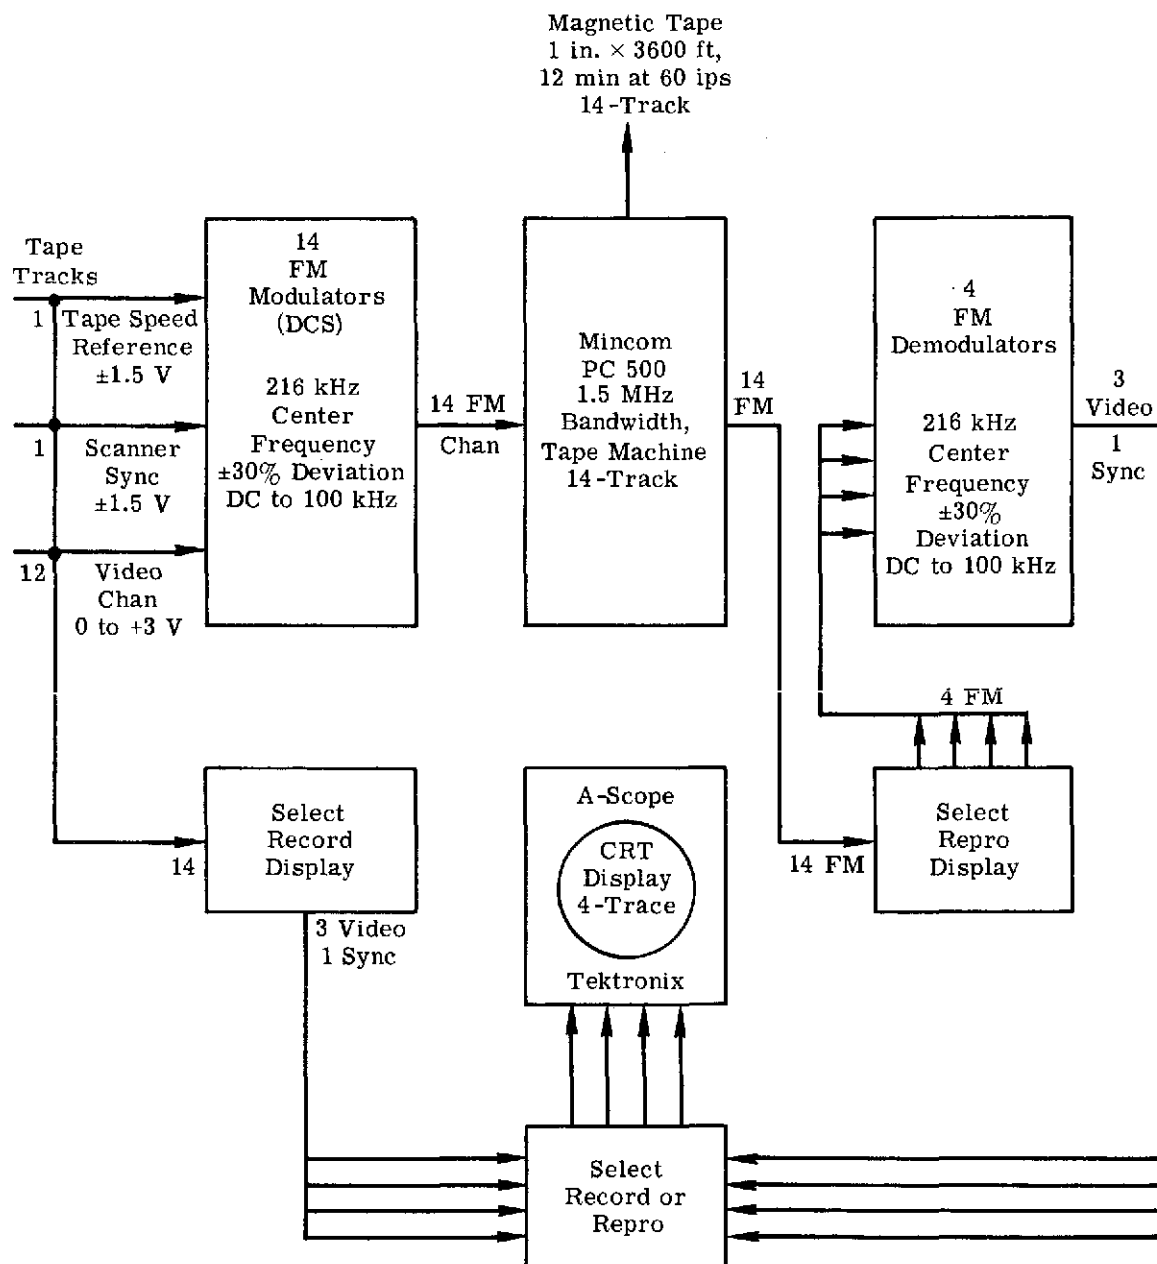 Magnetic Tape
1 in. × 3600 ft,
12 min at 60 ips
14-Track
Tape
Tracks
1
Tape Speed
Reference
±1.5 V
1
Scanner
Sync
±1.5 V
12
Video
Chan
0 to +3 V
14
FM
Modulators
(DCS)
216 kHz
Center
Frequency
±30% Deviation
DC to 100 kHz
14 FM
Chan
Mincom
PC 500
1.5 MHz
Bandwidth,
Tape Machine
14-Track
14
FM
4
FM
Demodulators
216 kHz
Center
Frequency
±30%
Deviation
DC to 100 kHz
3
Video
1
Sync
4 FM
14
Select
Record
Display
3 Video
1 Sync
A-Scope
CRT
Display
4-Trace
Tektronix
14 FM
Select
Repro
Display
Select
Record or
Repro